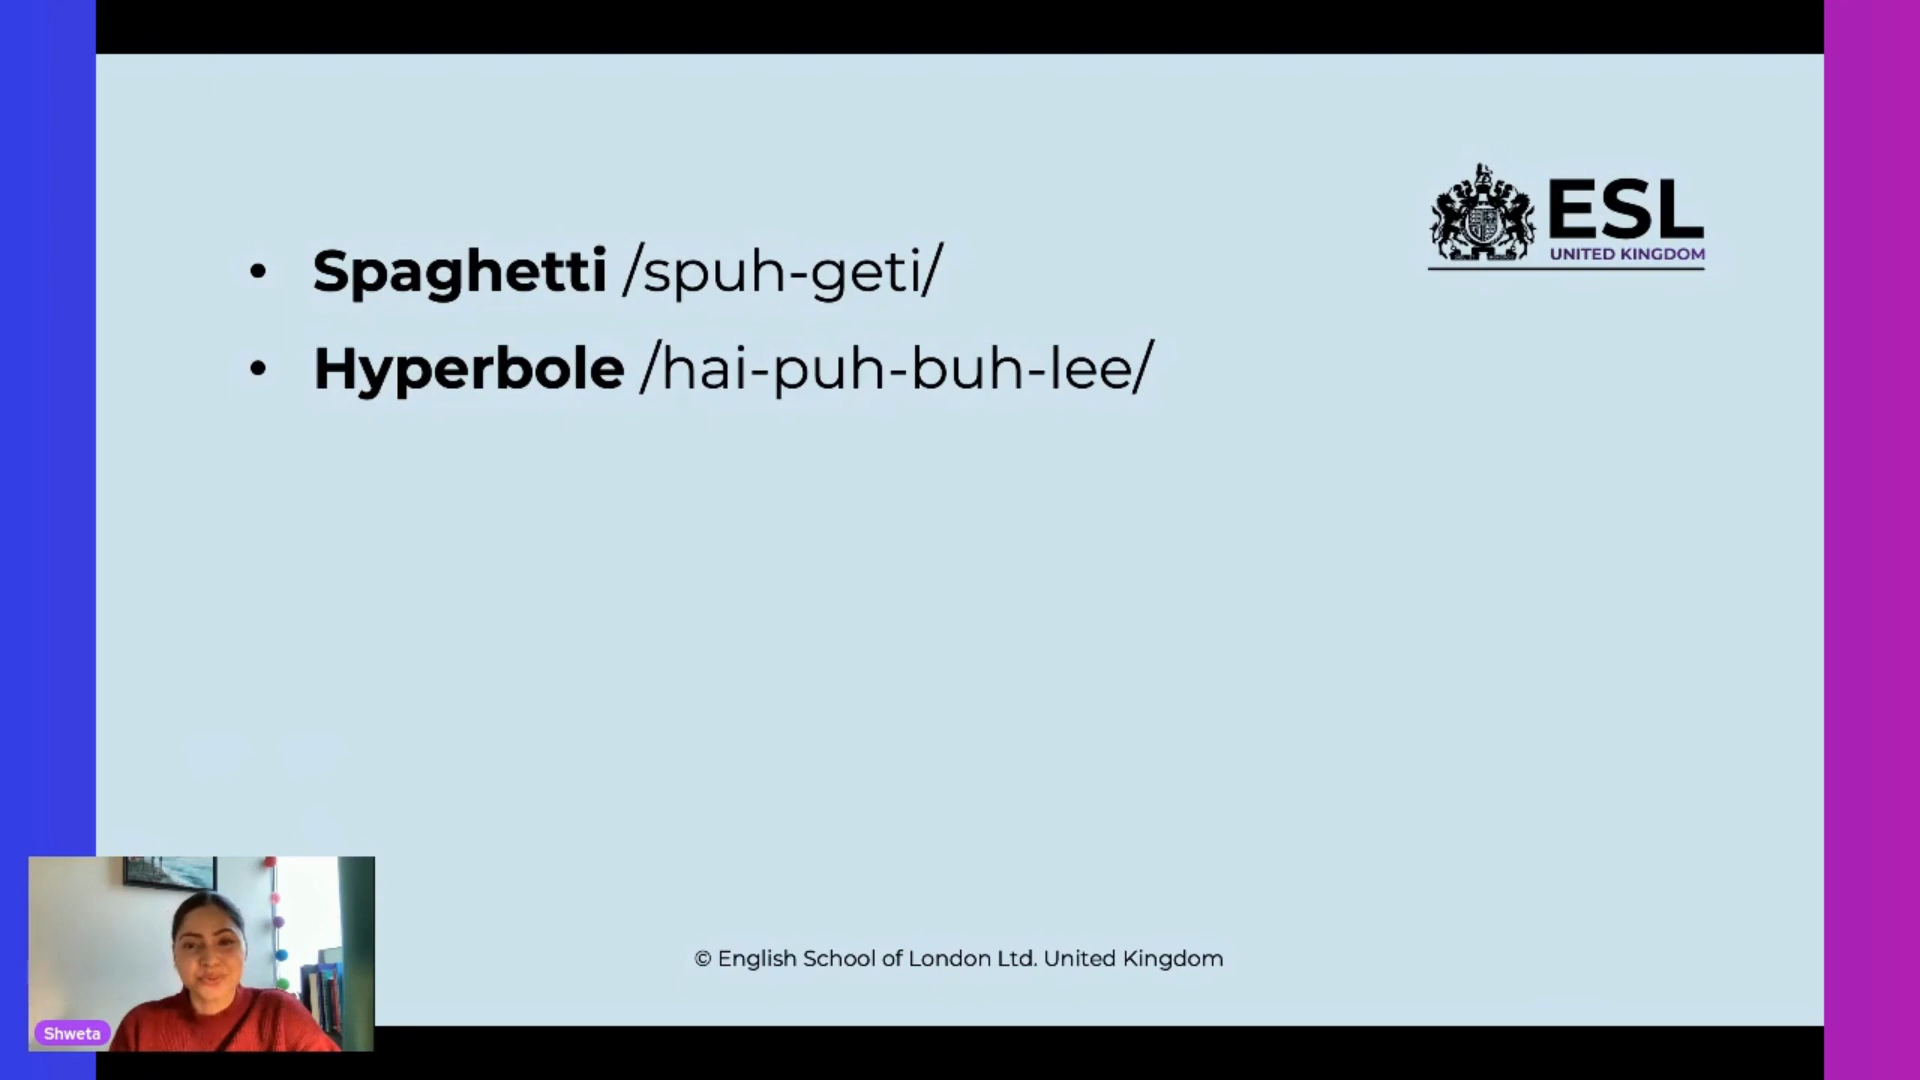 ESL
UNITED KINGDOM
• Spaghetti /spuh-geti/
• Hyperbole /hai-puh-buh-lee/
© English School of London Ltd. United Kingdom
Shweta